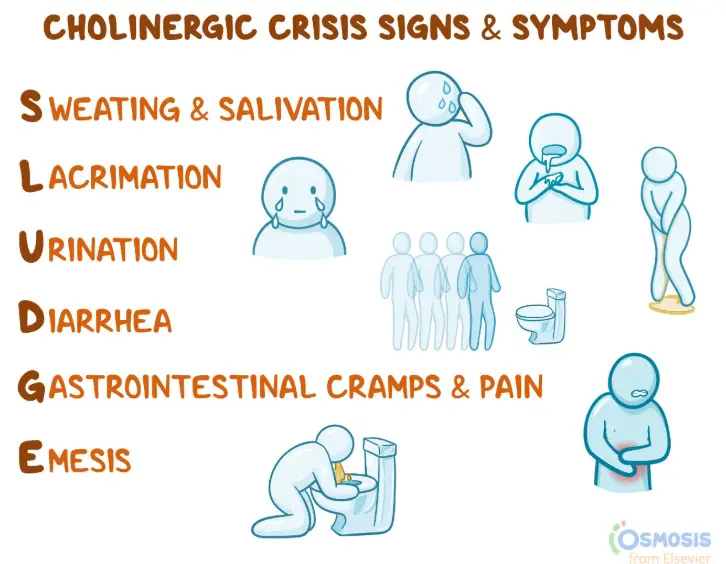 CHOLINERGIC CRISIS SIGNS & SYMPTOMS
SWEATING & SALIVATION
LACRIMATION
URINATION
DIARRHEA
GASTROINTESTINAL CRAMPS & PAIN
EMESIS
OSMOSIS
from Elsevier